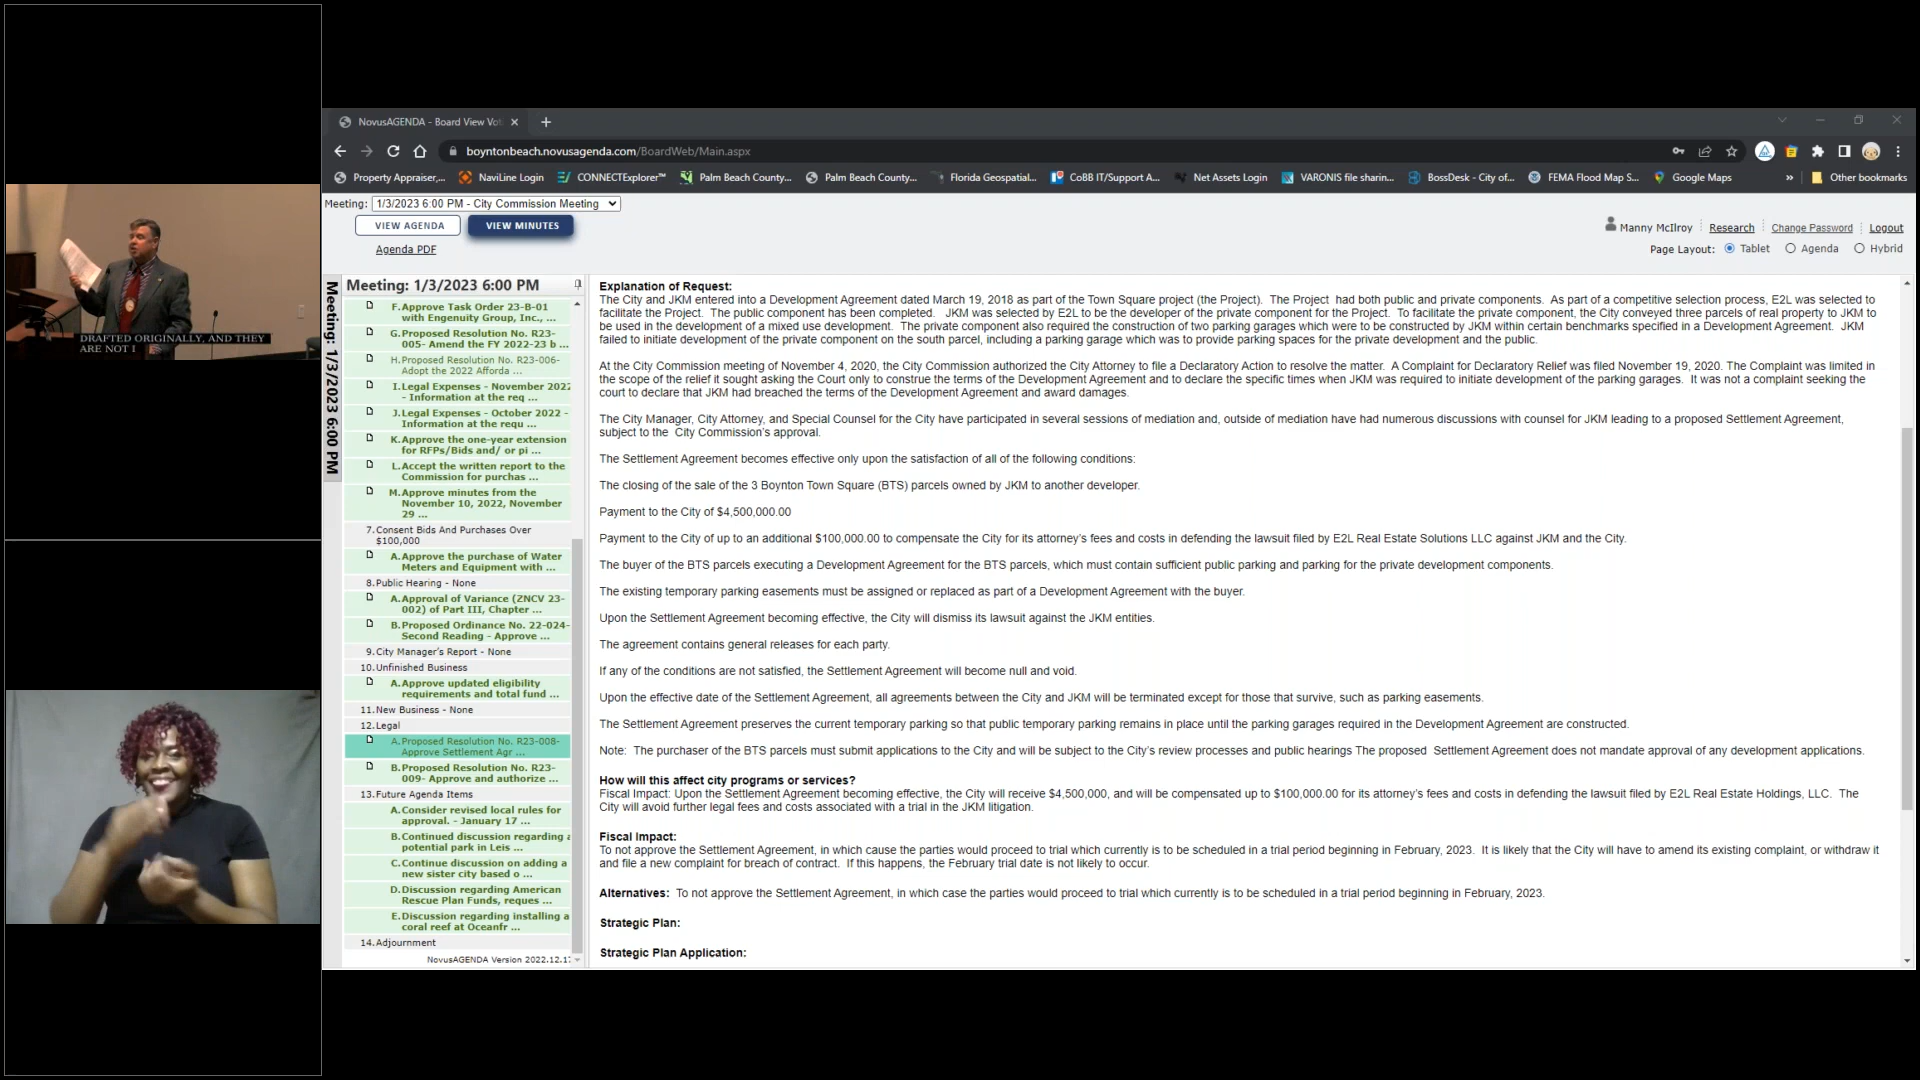 DRAFTED ORIGINALLY, AND THEY
ARE NOT I
NovusAGENDA - Board View Vot
boyntonbeach.novusagenda.com/BoardWeb/Main.aspx
Property Appraiser,...
NaviLine Login
CONNECTExplorer™
Palm Beach County...
Palm Beach County...
Florida Geospatial...
CoBB IT/Support A...
Net Assets Login
VARONIS file sharin...
BossDesk - City of...
FEMA Flood Map S...
Google Maps
»
Other bookmarks
Meeting: 1/3/2023 6:00 PM - City Commission Meeting
VIEW AGENDA
VIEW MINUTES
Agenda PDF
Manny McIlroy
Research
Change Password
Logout
Page Layout: Tablet Agenda Hybrid
Meeting: 1/3/2023 6:00 PM
Meeting: 1/3/2023 6:00 PM
F. Approve Task Order 23-B-01
with Engenuity Group, Inc., ...
G. Proposed Resolution No. R23-
005- Amend the FY 2022-23 b ...
H. Proposed Resolution No. R23-006-
Adopt the 2022 Afforda ...
I. Legal Expenses - November 2022
- Information at the req ...
J. Legal Expenses - October 2022 -
Information at the requ ...
K. Approve the one-year extension
for RFPs/Bids and/ or pi ...
L. Accept the written report to the
Commission for purchas ...
M. Approve minutes from the
November 10, 2022, November
29 ...
7. Consent Bids And Purchases Over
$100,000
A. Approve the purchase of Water
Meters and Equipment with ...
8. Public Hearing - None
A. Approval of Variance (ZNCV 23-
002) of Part III, Chapter ...
B. Proposed Ordinance No. 22-024-
Second Reading - Approve ...
9. City Manager's Report - None
10. Unfinished Business
A. Approve updated eligibility
requirements and total fund ...
11. New Business - None
12. Legal
A. Proposed Resolution No. R23-008-
Approve Settlement Agr ...
B. Proposed Resolution No. R23-
009- Approve and authorize ...
13. Future Agenda Items
A. Consider revised local rules for
approval. - January 17 ...
B. Continued discussion regarding a
potential park in Leis ...
C. Continue discussion on adding a
new sister city based o ...
D. Discussion regarding American
Rescue Plan Funds, reques ...
E. Discussion regarding installing a
coral reef at Oceanfr ...
14. Adjournment
NovusAGENDA Version 2022.12.17
Explanation of Request:
The City and JKM entered into a Development Agreement dated March 19, 2018 as part of the Town Square project (the Project). The Project had both public and private components. As part of a competitive selection process, E2L was selected to
facilitate the Project. The public component has been completed. JKM was selected by E2L to be the developer of the private component for the Project. To facilitate the private component, the City conveyed three parcels of real property to JKM to
be used in the development of a mixed use development. The private component also required the construction of two parking garages which were to be constructed by JKM within certain benchmarks specified in a Development Agreement. JKM
failed to initiate development of the private component on the south parcel, including a parking garage which was to provide parking spaces for the private development and the public.
At the City Commission meeting of November 4, 2020, the City Commission authorized the City Attorney to file a Declaratory Action to resolve the matter. A Complaint for Declaratory Relief was filed November 19, 2020. The Complaint was limited in
the scope of the relief it sought asking the Court only to construe the terms of the Development Agreement and to declare the specific times when JKM was required to initiate development of the parking garages. It was not a complaint seeking the
court to declare that JKM had breached the terms of the Development Agreement and award damages.
The City Manager, City Attorney, and Special Counsel for the City have participated in several sessions of mediation and, outside of mediation have had numerous discussions with counsel for JKM leading to a proposed Settlement Agreement,
subject to the City Commission's approval.
The Settlement Agreement becomes effective only upon the satisfaction of all of the following conditions:
The closing of the sale of the 3 Boynton Town Square (BTS) parcels owned by JKM to another developer.
Payment to the City of $4,500,000.00
Payment to the City of up to an additional $100,000.00 to compensate the City for its attorney's fees and costs in defending the lawsuit filed by E2L Real Estate Solutions LLC against JKM and the City.
The buyer of the BTS parcels executing a Development Agreement for the BTS parcels, which must contain sufficient public parking and parking for the private development components.
The existing temporary parking easements must be assigned or replaced as part of a Development Agreement with the buyer.
Upon the Settlement Agreement becoming effective, the City will dismiss its lawsuit against the JKM entities.
The agreement contains general releases for each party.
If any of the conditions are not satisfied, the Settlement Agreement will become null and void.
Upon the effective date of the Settlement Agreement, all agreements between the City and JKM will be terminated except for those that survive, such as parking easements.
The Settlement Agreement preserves the current temporary parking so that public temporary parking remains in place until the parking garages required in the Development Agreement are constructed.
Note: The purchaser of the BTS parcels must submit applications to the City and will be subject to the City's review processes and public hearings The proposed Settlement Agreement does not mandate approval of any development applications.
How will this affect city programs or services?
Fiscal Impact: Upon the Settlement Agreement becoming effective, the City will receive $4,500,000, and will be compensated up to $100,000.00 for its attorney's fees and costs in defending the lawsuit filed by E2L Real Estate Holdings, LLC. The
City will avoid further legal fees and costs associated with a trial in the JKM litigation.
Fiscal Impact:
To not approve the Settlement Agreement, in which cause the parties would proceed to trial which currently is to be scheduled in a trial period beginning in February, 2023. It is likely that the City will have to amend its existing complaint, or withdraw it
and file a new complaint for breach of contract. If this happens, the February trial date is not likely to occur.
Alternatives: To not approve the Settlement Agreement, in which case the parties would proceed to trial which currently is to be scheduled in a trial period beginning in February, 2023.
Strategic Plan:
Strategic Plan Application: